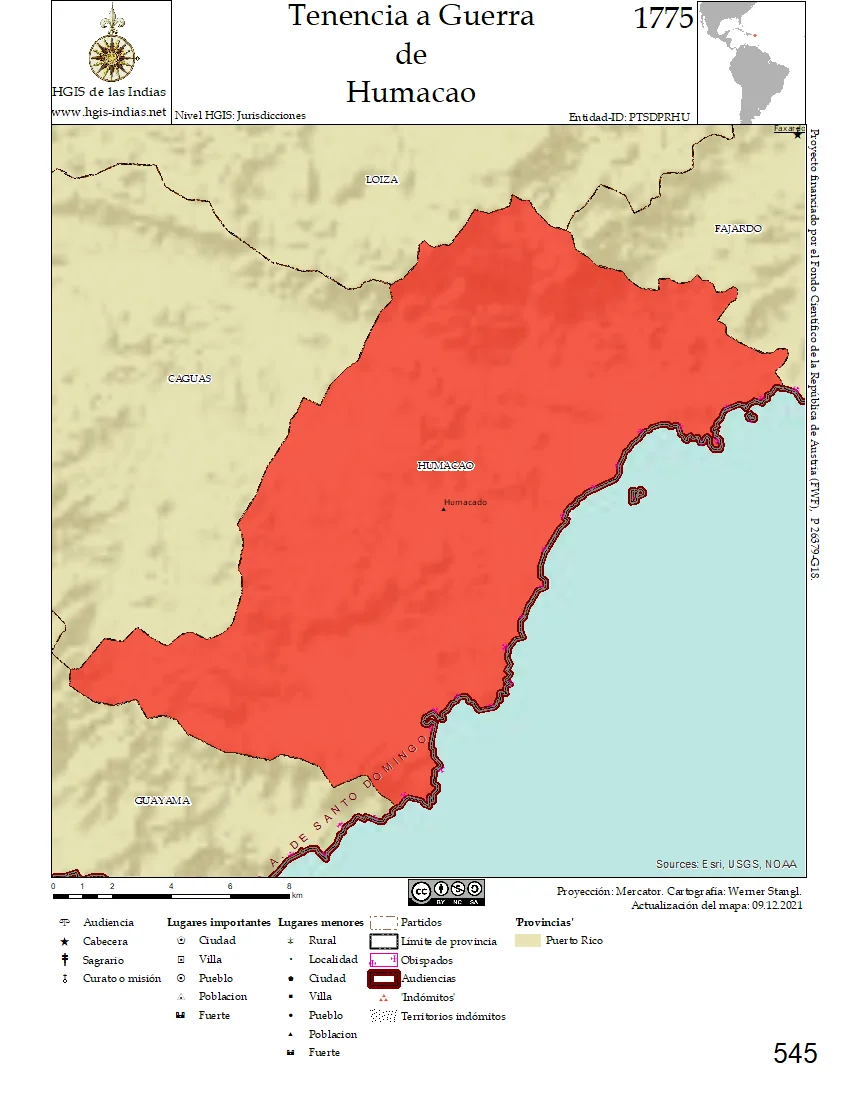 Tenencia a Guerra
de
Humacao
1775
HGIS de las Indias
www.hgis-indias.net
Nivel HGIS: Jurisdicciones
Entidad-ID: PTSDPRHU
Faxardo
LOIZA
FAJARDO
CAGUAS
HUMACAO
Humacado
GUAYAMA
A. DE SANTO DOMINGO
Sources: Esri, USGS, NOAA
Proyecto financiado por el Fondo Científico de la República de Austria (FWF), P 26379-G18.
0 1 2 4 6 8
km
CC BY NC SA
Proyección: Mercator. Cartografía: Werner Stangl.
Actualización del mapa: 09.12.2021
Audiencia
Cabecera
Sagrario
Curato o misión
Lugares importantes
Ciudad
Villa
Pueblo
Poblacion
Fuerte
Lugares menores
Rural
Localidad
Ciudad
Villa
Pueblo
Poblacion
Fuerte
Partidos
Límite de provincia
Obispados
Audiencias
'Indómitos'
Territorios indómitos
'Provincias'
Puerto Rico
545